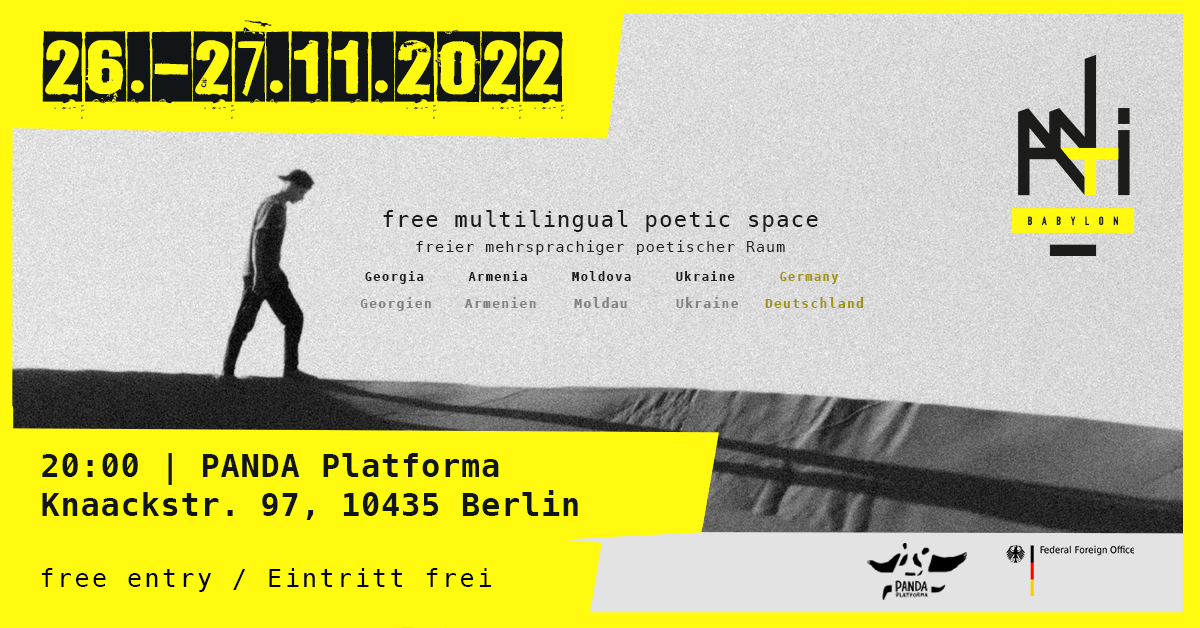 26.–27.11.2022
ANTi
BABYLON
free multilingual poetic space
freier mehrsprachiger poetischer Raum
Georgia Armenia Moldova Ukraine Germany
Georgien Armenien Moldau Ukraine Deutschland
20:00 | PANDA Platforma
Knaackstr. 97, 10435 Berlin
free entry / Eintritt frei
PANDA
PLATFORMA
Federal Foreign Office